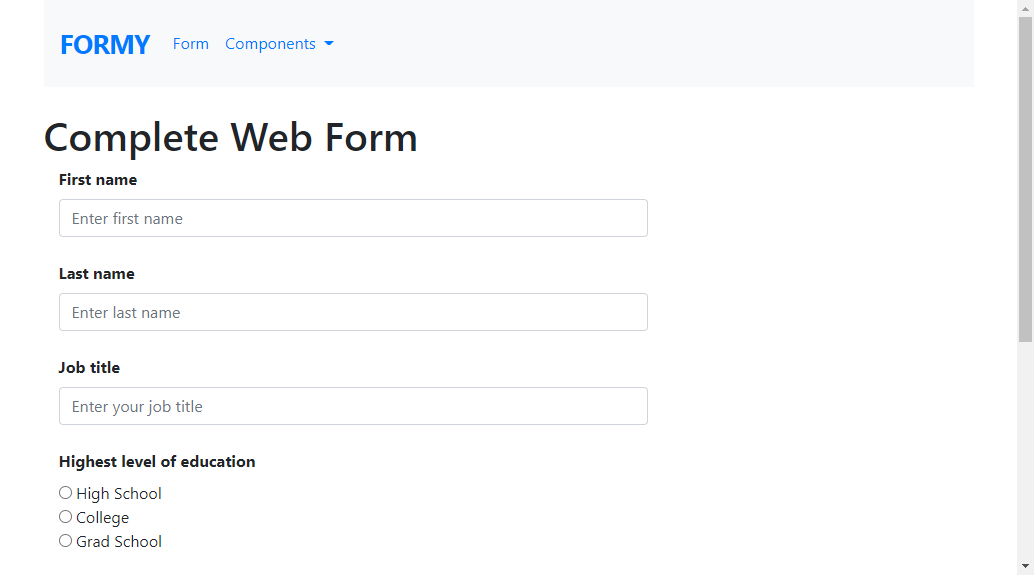 FORMY Form Components
Complete Web Form
First name
Enter first name
Last name
Enter last name
Job title
Enter your job title
Highest level of education
High School
College
Grad School